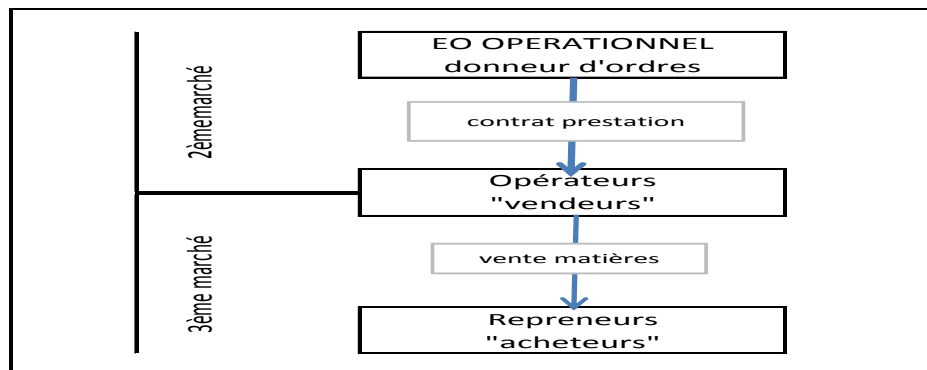 EO OPERATIONNEL
donneur d'ordres
2èmemarché
contrat prestation
Opérateurs
"vendeurs"
3ème marché
vente matières
Repreneurs
"acheteurs"